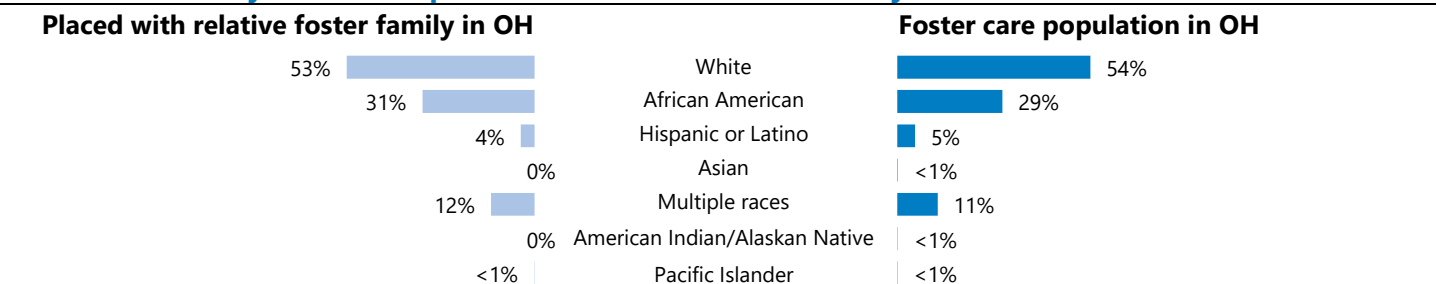 Placed with relative foster family in OH Foster care population in OH
53% White 54%
31% African American 29%
4% Hispanic or Latino 5%
0% Asian <1%
12% Multiple races 11%
0% American Indian/Alaskan Native <1%
<1% Pacific Islander <1%